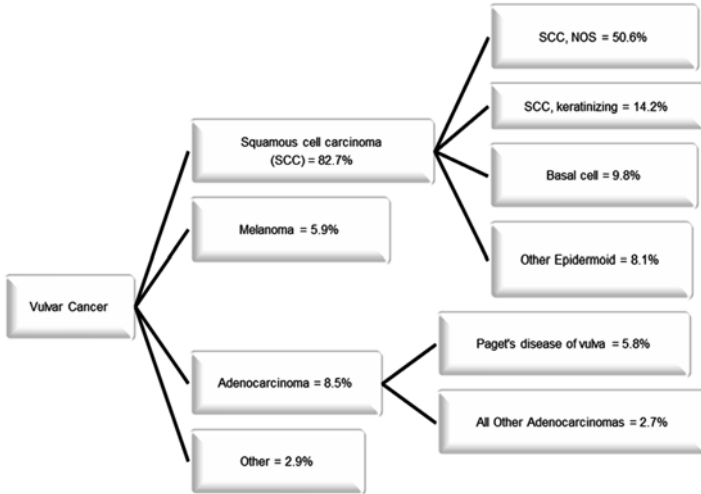 Vulvar Cancer
Squamous cell carcinoma
(SCC) = 82.7%
SCC, NOS = 50.6%
SCC, keratinizing = 14.2%
Basal cell = 9.8%
Other Epidermoid = 8.1%
Melanoma = 5.9%
Adenocarcinoma = 8.5%
Paget's disease of vulva = 5.8%
All Other Adenocarcinomas = 2.7%
Other = 2.9%